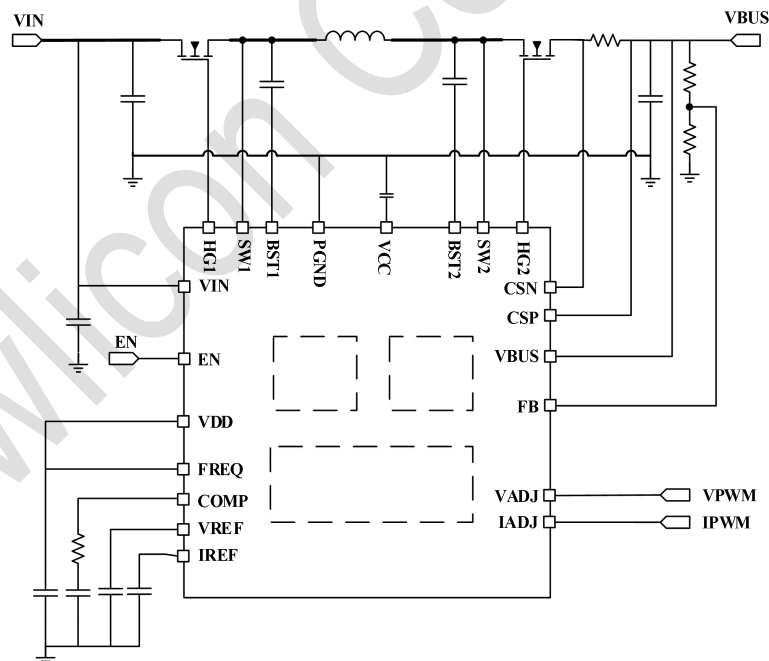 VIN
VBUS
HG1
SW1
BST1
PGND
VCC
BST2
SW2
HG2
VIN
CSN
CSP
EN
EN
VBUS
FB
VDD
FREQ
COMP
VADJ
VPWM
VREF
IADJ
IPWM
IREF